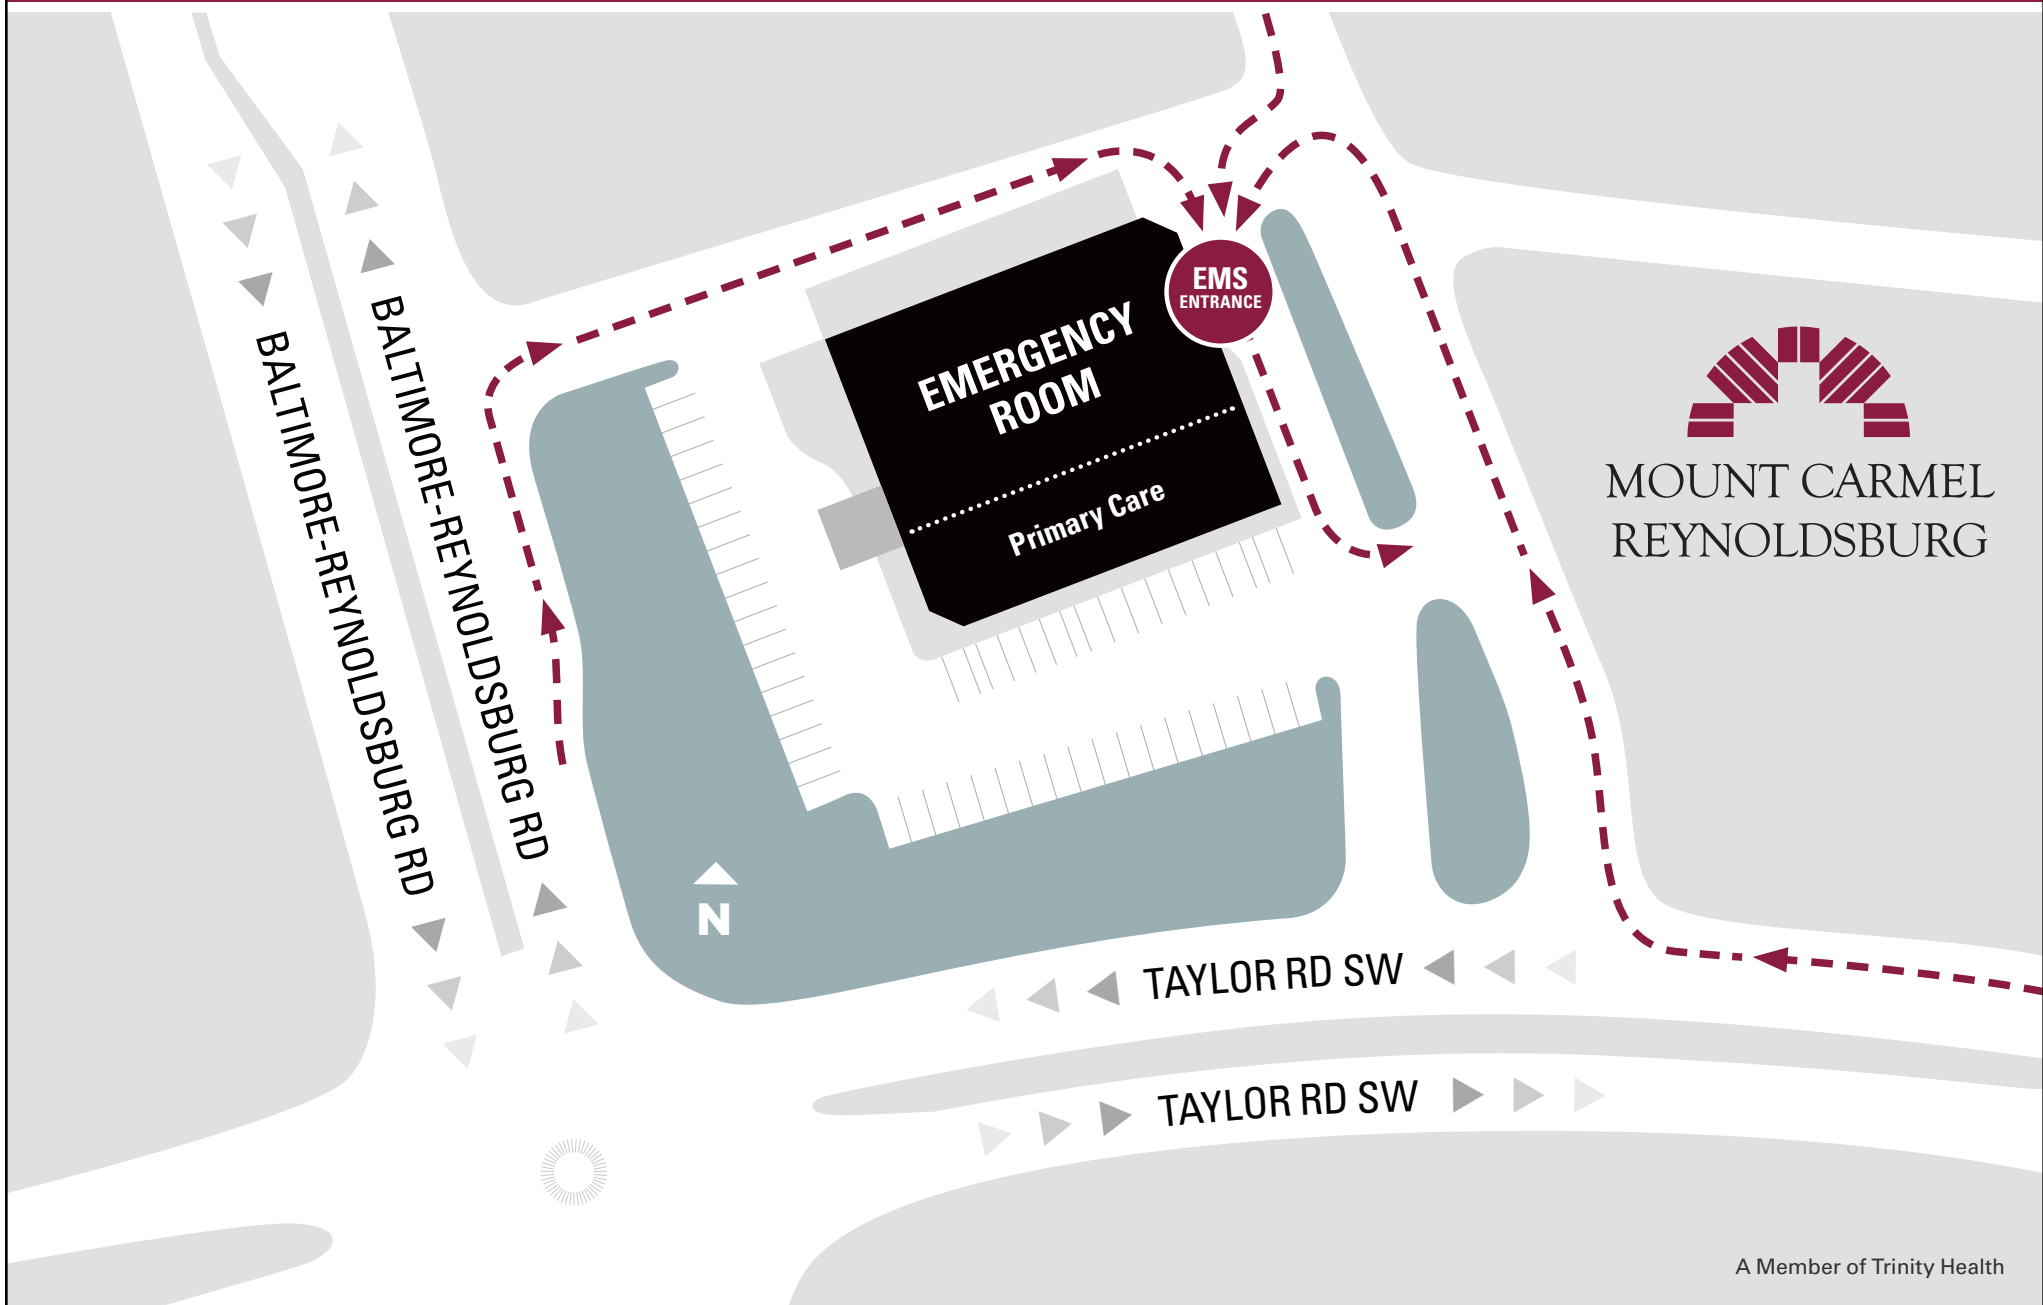 EMS
ENTRANCE
EMERGENCY
ROOM
Primary Care
BALTIMORE-REYNOLDSBURG RD
BALTIMORE-REYNOLDSBURG RD
MOUNT CARMEL
REYNOLDSBURG
N
TAYLOR RD SW
TAYLOR RD SW
A Member of Trinity Health